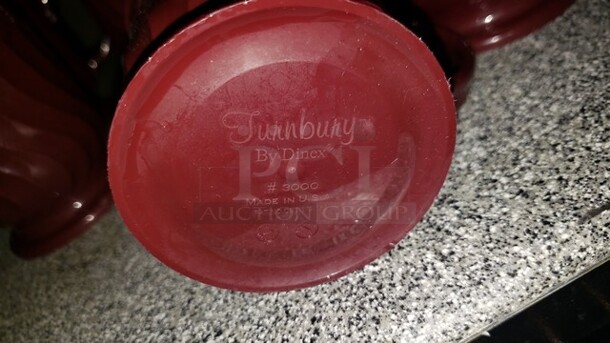 Turnbury
By Dinex
PCI
# 3000
MADE IN U.S.
AUCTION GROUP